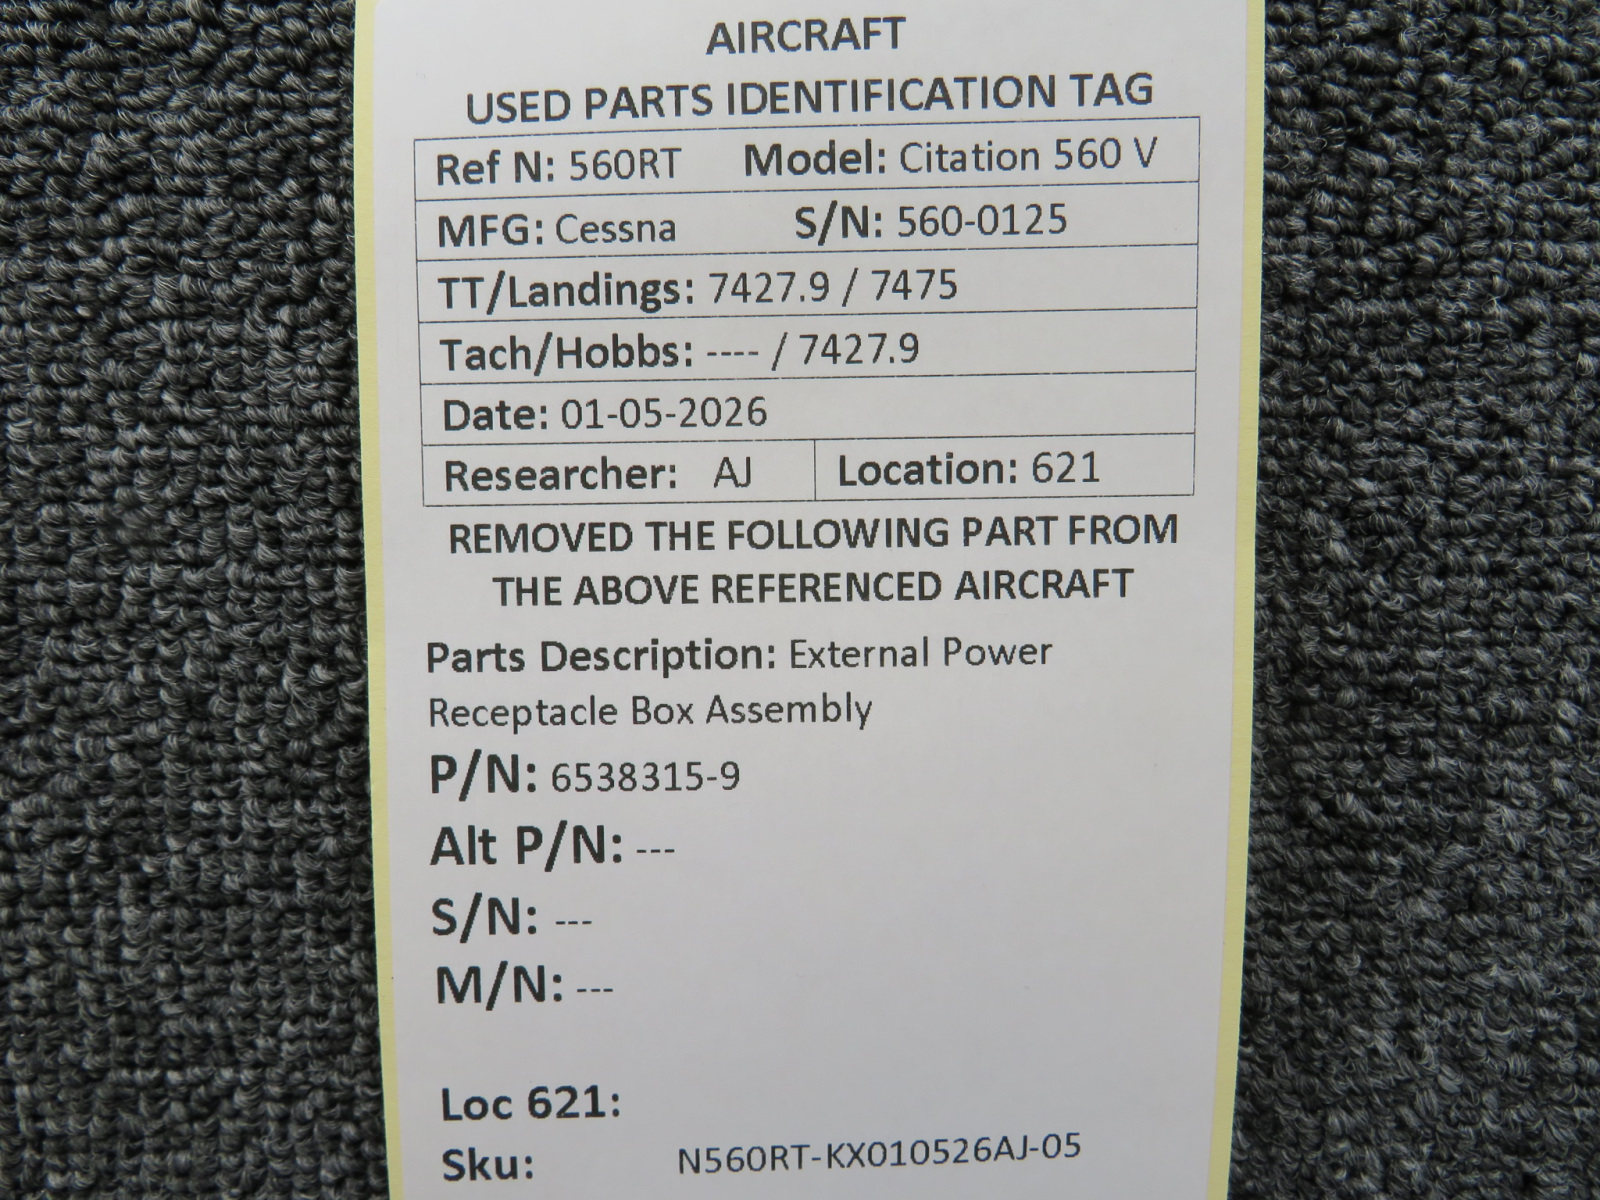 AIRCRAFT
USED PARTS IDENTIFICATION TAG
Ref N: 560RT Model: Citation 560 V
MFG: Cessna S/N: 560-0125
TT/Landings: 7427.9 / 7475
Tach/Hobbs: ---- / 7427.9
Date: 01-05-2026
Researcher: AJ Location: 621
REMOVED THE FOLLOWING PART FROM
THE ABOVE REFERENCED AIRCRAFT
Parts Description: External Power
Receptacle Box Assembly
P/N: 6538315-9
Alt P/N: ---
S/N: ---
M/N: ---
Loc 621:
Sku: N560RT-KX010526AJ-05